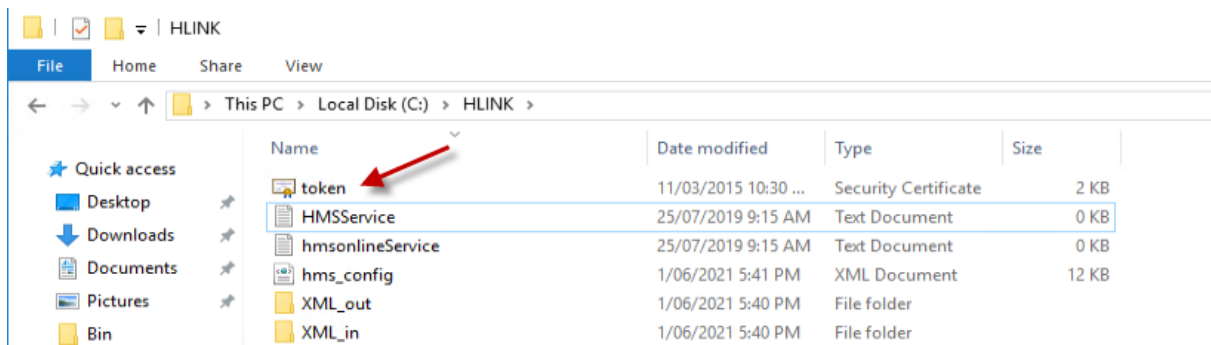 HLINK
File Home Share View
This PC > Local Disk (C:) > HLINK >
Name Date modified Type Size
Quick access
token 11/03/2015 10:30 ... Security Certificate 2 KB
Desktop
HMSService 25/07/2019 9:15 AM Text Document 0 KB
Downloads
hmsonlineService 25/07/2019 9:15 AM Text Document 0 KB
Documents
hms_config 1/06/2021 5:41 PM XML Document 12 KB
Pictures
XML_out 1/06/2021 5:40 PM File folder
Bin
XML_in 1/06/2021 5:40 PM File folder